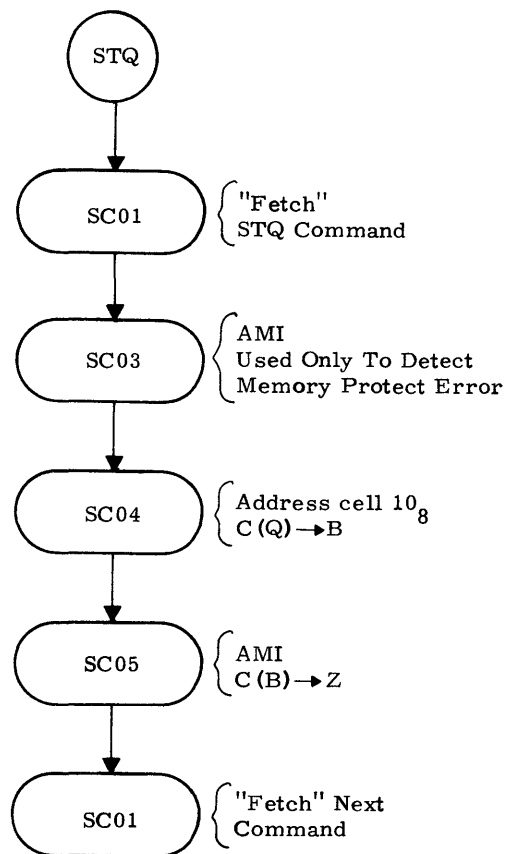 STQ
SC01
"Fetch"
STQ Command
SC03
AMI
Used Only To Detect
Memory Protect Error
SC04
Address cell 10₈
C(Q)→B
SC05
AMI
C(B)→Z
SC01
"Fetch" Next
Command